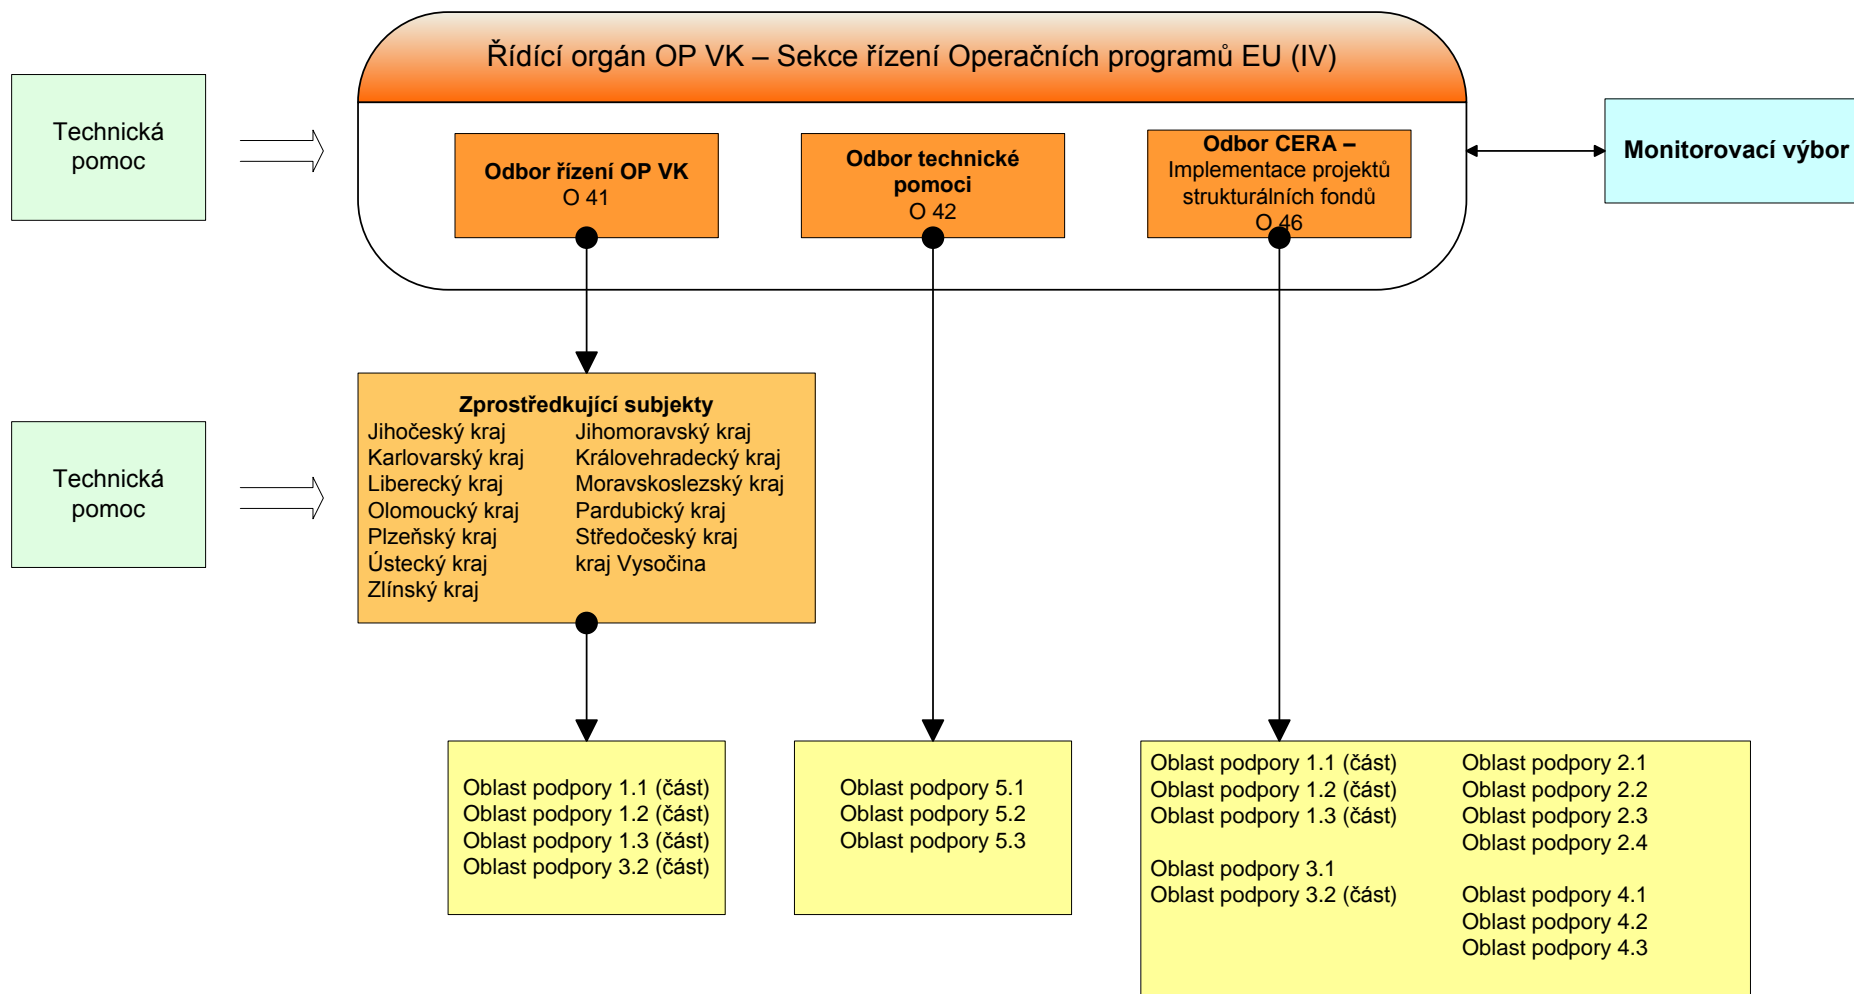 Řídící orgán OP VK – Sekce řízení Operačních programů EU (IV)
Technická
pomoc
Odbor řízení OP VK
O 41
Odbor technické
pomoci
O 42
Odbor CERA –
Implementace projektů
strukturálních fondů
O 46
Monitorovací výbor
Technická
pomoc
Zprostředkující subjekty
Jihočeský kraj
Karlovarský kraj
Liberecký kraj
Olomoucký kraj
Plzeňský kraj
Ústecký kraj
Zlínský kraj
Jihomoravský kraj
Královehradecký kraj
Moravskoslezský kraj
Pardubický kraj
Středočeský kraj
kraj Vysočina
Oblast podpory 1.1 (část)
Oblast podpory 1.2 (část)
Oblast podpory 1.3 (část)
Oblast podpory 3.2 (část)
Oblast podpory 5.1
Oblast podpory 5.2
Oblast podpory 5.3
Oblast podpory 1.1 (část)
Oblast podpory 1.2 (část)
Oblast podpory 1.3 (část)
Oblast podpory 3.1
Oblast podpory 3.2 (část)
Oblast podpory 2.1
Oblast podpory 2.2
Oblast podpory 2.3
Oblast podpory 2.4
Oblast podpory 4.1
Oblast podpory 4.2
Oblast podpory 4.3